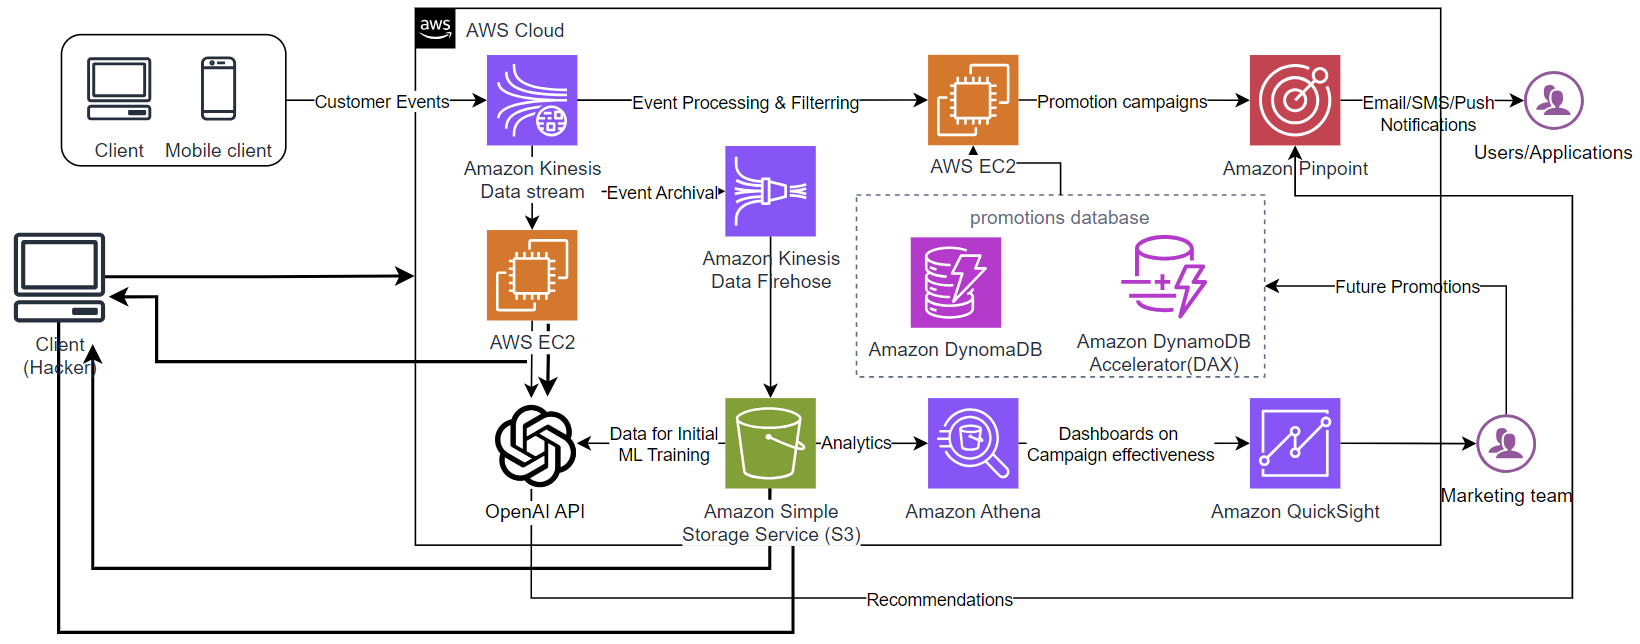 aws
AWS Cloud
Client
Mobile client
Customer Events
Event Processing & Filterring
Promotion campaigns
Email/SMS/Push
Notifications
Users/Applications
Amazon Kinesis
Data stream
Event Archival
AWS EC2
Amazon Pinpoint
promotions database
Amazon Kinesis
Data Firehose
Future Promotions
Client
(Hacker)
AWS EC2
Amazon DynomaDB
Amazon DynamoDB
Accelerator(DAX)
Data for Initial
ML Training
Analytics
Dashboards on
Campaign effectiveness
Marketing team
OpenAI API
Amazon Simple
Storage Service (S3)
Amazon Athena
Amazon QuickSight
Recommendations